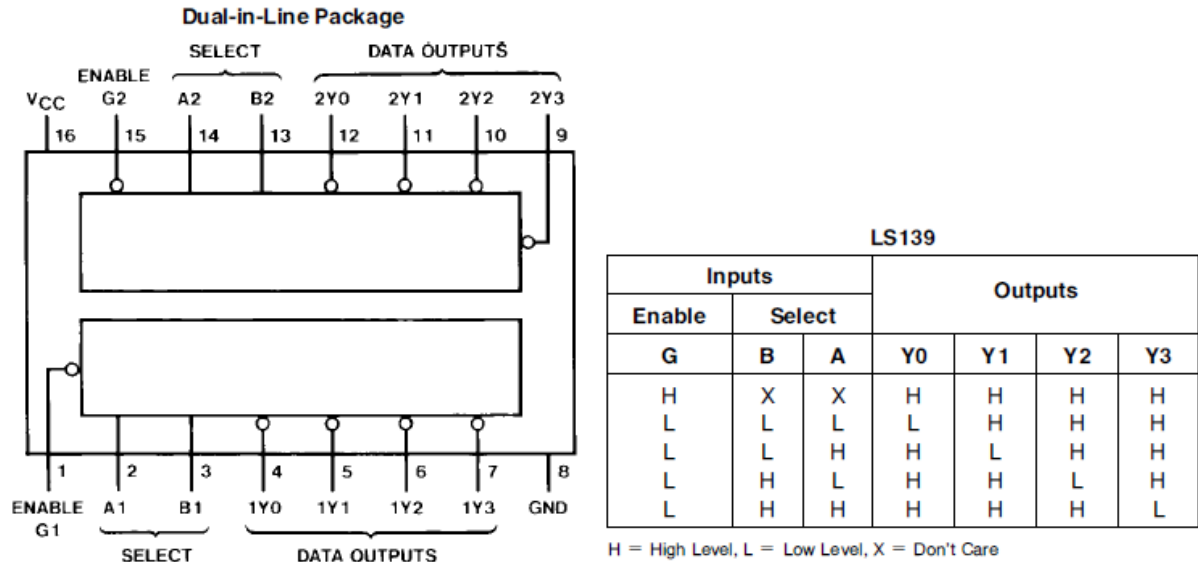 Dual-in-Line Package
SELECT DATA OUTPUTS
ENABLE
VCC G2 A2 B2 2Y0 2Y1 2Y2 2Y3
16 15 14 13 12 11 10 9
1 2 3 4 5 6 7 8
ENABLE A1 B1 1Y0 1Y1 1Y2 1Y3 GND
G1
SELECT DATA OUTPUTS
LS139
Inputs Outputs
Enable Select
G B A Y0 Y1 Y2 Y3
H X X H H H H
L L L L H H H
L L H H L H H
L H L H H L H
L H H H H H L
H = High Level, L = Low Level, X = Don't Care